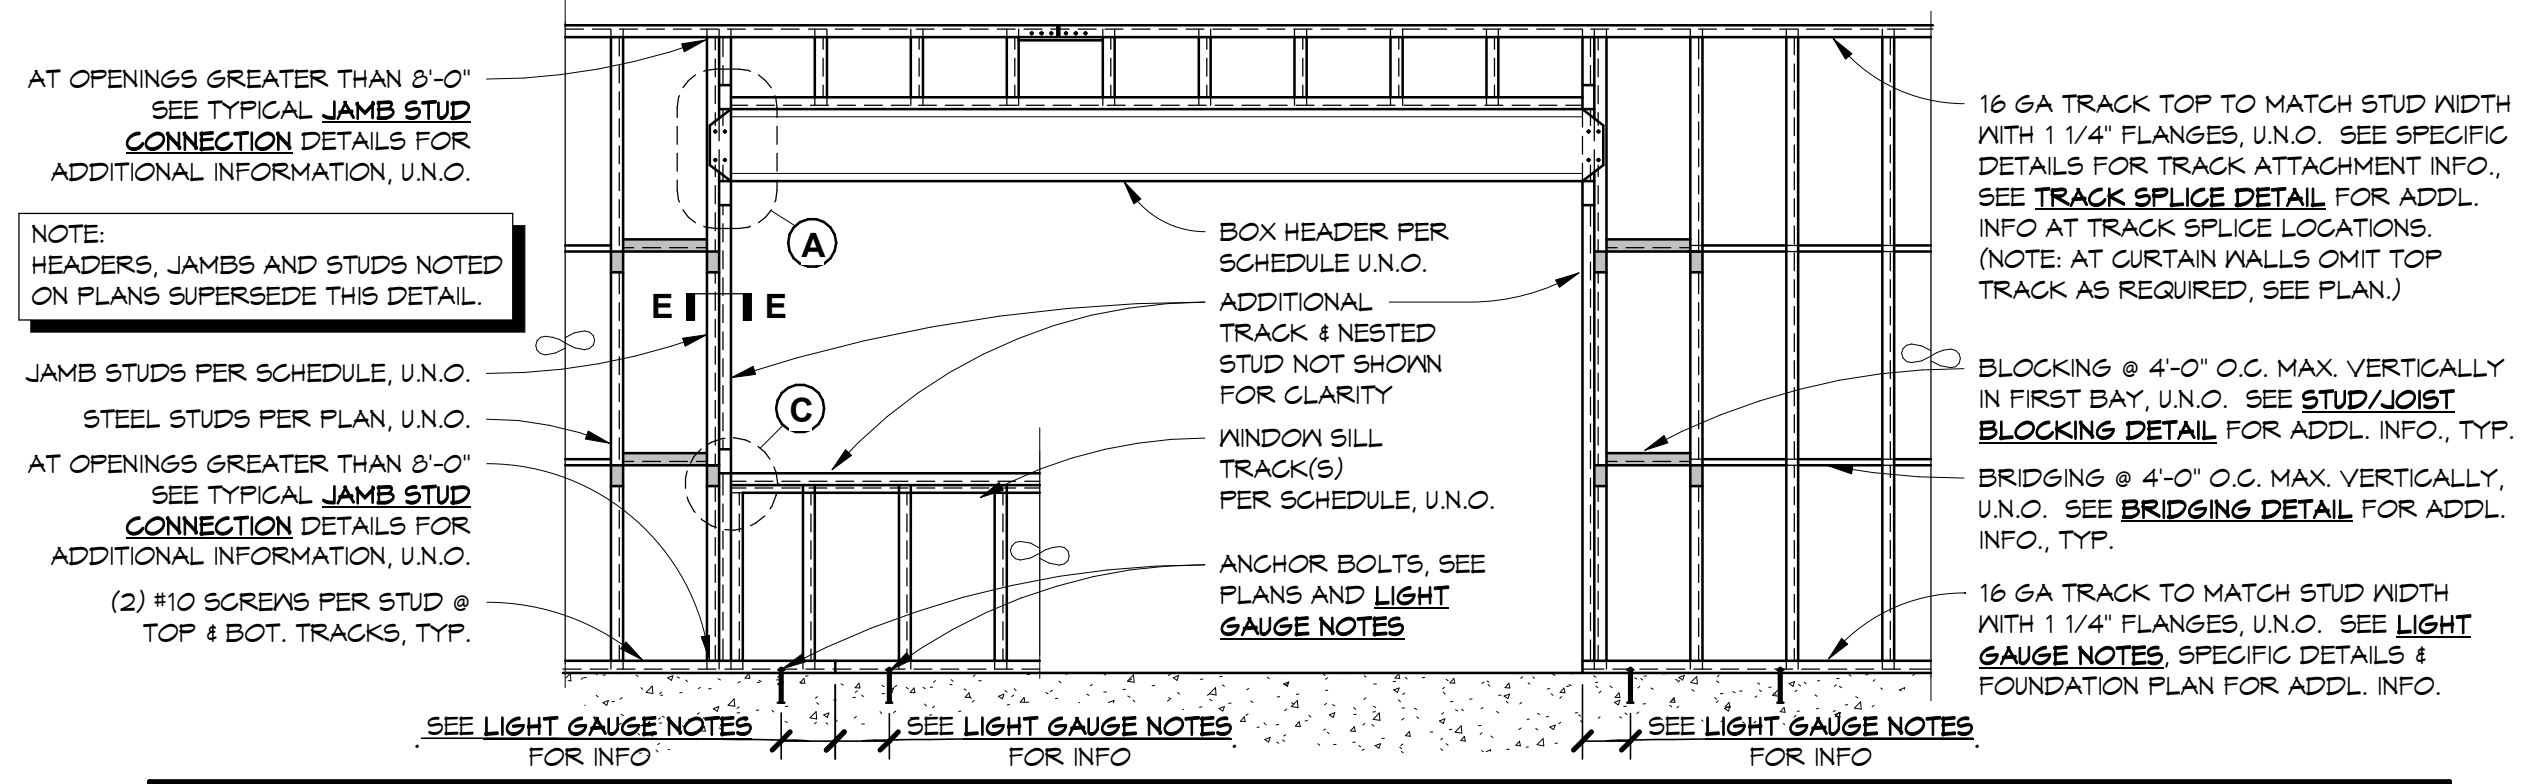 AT OPENINGS GREATER THAN 8'-0"
SEE TYPICAL JAMB STUD
CONNECTION DETAILS FOR
ADDITIONAL INFORMATION, U.N.O.
NOTE:
HEADERS, JAMBS AND STUDS NOTED
ON PLANS SUPERSEDE THIS DETAIL.
JAMB STUDS PER SCHEDULE, U.N.O.
STEEL STUDS PER PLAN, U.N.O.
AT OPENINGS GREATER THAN 8'-0"
SEE TYPICAL JAMB STUD
CONNECTION DETAILS FOR
ADDITIONAL INFORMATION, U.N.O.
(2) #10 SCREWS PER STUD @
TOP & BOT. TRACKS, TYP.
A
E E
C
BOX HEADER PER
SCHEDULE U.N.O.
ADDITIONAL
TRACK & NESTED
STUD NOT SHOWN
FOR CLARITY
WINDOW SILL
TRACK(S)
PER SCHEDULE, U.N.O.
ANCHOR BOLTS, SEE
PLANS AND LIGHT
GAUGE NOTES
16 GA TRACK TOP TO MATCH STUD WIDTH
WITH 1 1/4" FLANGES, U.N.O. SEE SPECIFIC
DETAILS FOR TRACK ATTACHMENT INFO.,
SEE TRACK SPLICE DETAIL FOR ADDL.
INFO AT TRACK SPLICE LOCATIONS.
(NOTE: AT CURTAIN WALLS OMIT TOP
TRACK AS REQUIRED, SEE PLAN.)
BLOCKING @ 4'-0" O.C. MAX. VERTICALLY
IN FIRST BAY, U.N.O. SEE STUD/JOIST
BLOCKING DETAIL FOR ADDL. INFO., TYP.
BRIDGING @ 4'-0" O.C. MAX. VERTICALLY,
U.N.O. SEE BRIDGING DETAIL FOR ADDL.
INFO., TYP.
16 GA TRACK TO MATCH STUD WIDTH
WITH 1 1/4" FLANGES, U.N.O. SEE LIGHT
GAUGE NOTES, SPECIFIC DETAILS &
FOUNDATION PLAN FOR ADDL. INFO.
SEE LIGHT GAUGE NOTES
FOR INFO
SEE LIGHT GAUGE NOTES
FOR INFO
SEE LIGHT GAUGE NOTES
FOR INFO